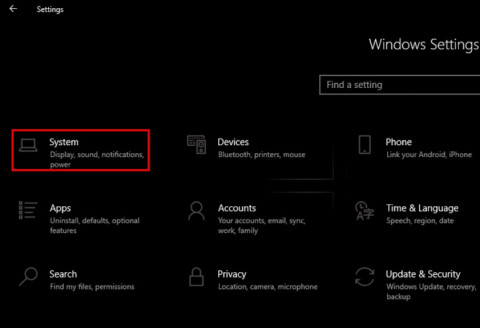 Settings
Windows Settings
Find a setting
System
Display, sound, notifications,
power
Devices
Bluetooth, printers, mouse
Phone
Link your Android, iPhone
Apps
Uninstall, defaults, optional
features
Accounts
Your accounts, email, sync,
work, family
Time & Language
Speech, region, date
Search
Find my files, permissions
Privacy
Location, camera, microphone
Update & Security
Windows Update, recovery,
backup